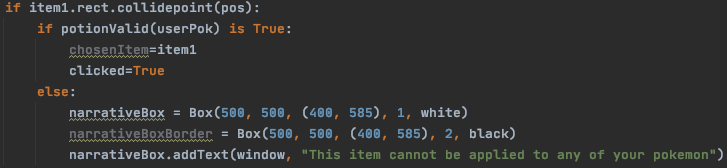 if item1.rect.collidepoint(pos):
    if potionValid(userPok) is True:
        chosenItem=item1
        clicked=True
    else:
        narrativeBox = Box(500, 500, (400, 585), 1, white)
        narrativeBoxBorder = Box(500, 500, (400, 585), 2, black)
        narrativeBox.addText(window, "This item cannot be applied to any of your pokemon")